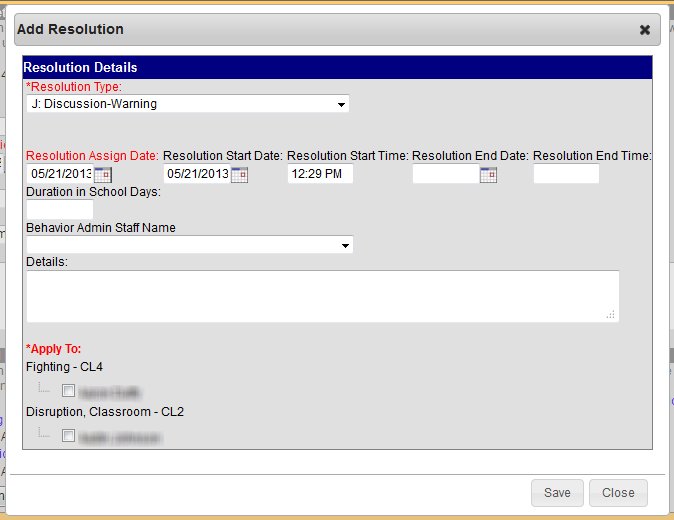 Add Resolution
Resolution Details
*Resolution Type:
J: Discussion-Warning
Resolution Assign Date: Resolution Start Date: Resolution Start Time: Resolution End Date: Resolution End Time:
05/21/2013 05/21/2013 12:29 PM
Duration in School Days:
Behavior Admin Staff Name
Details:
*Apply To:
Fighting - CL4
Disruption, Classroom - CL2
Save Close